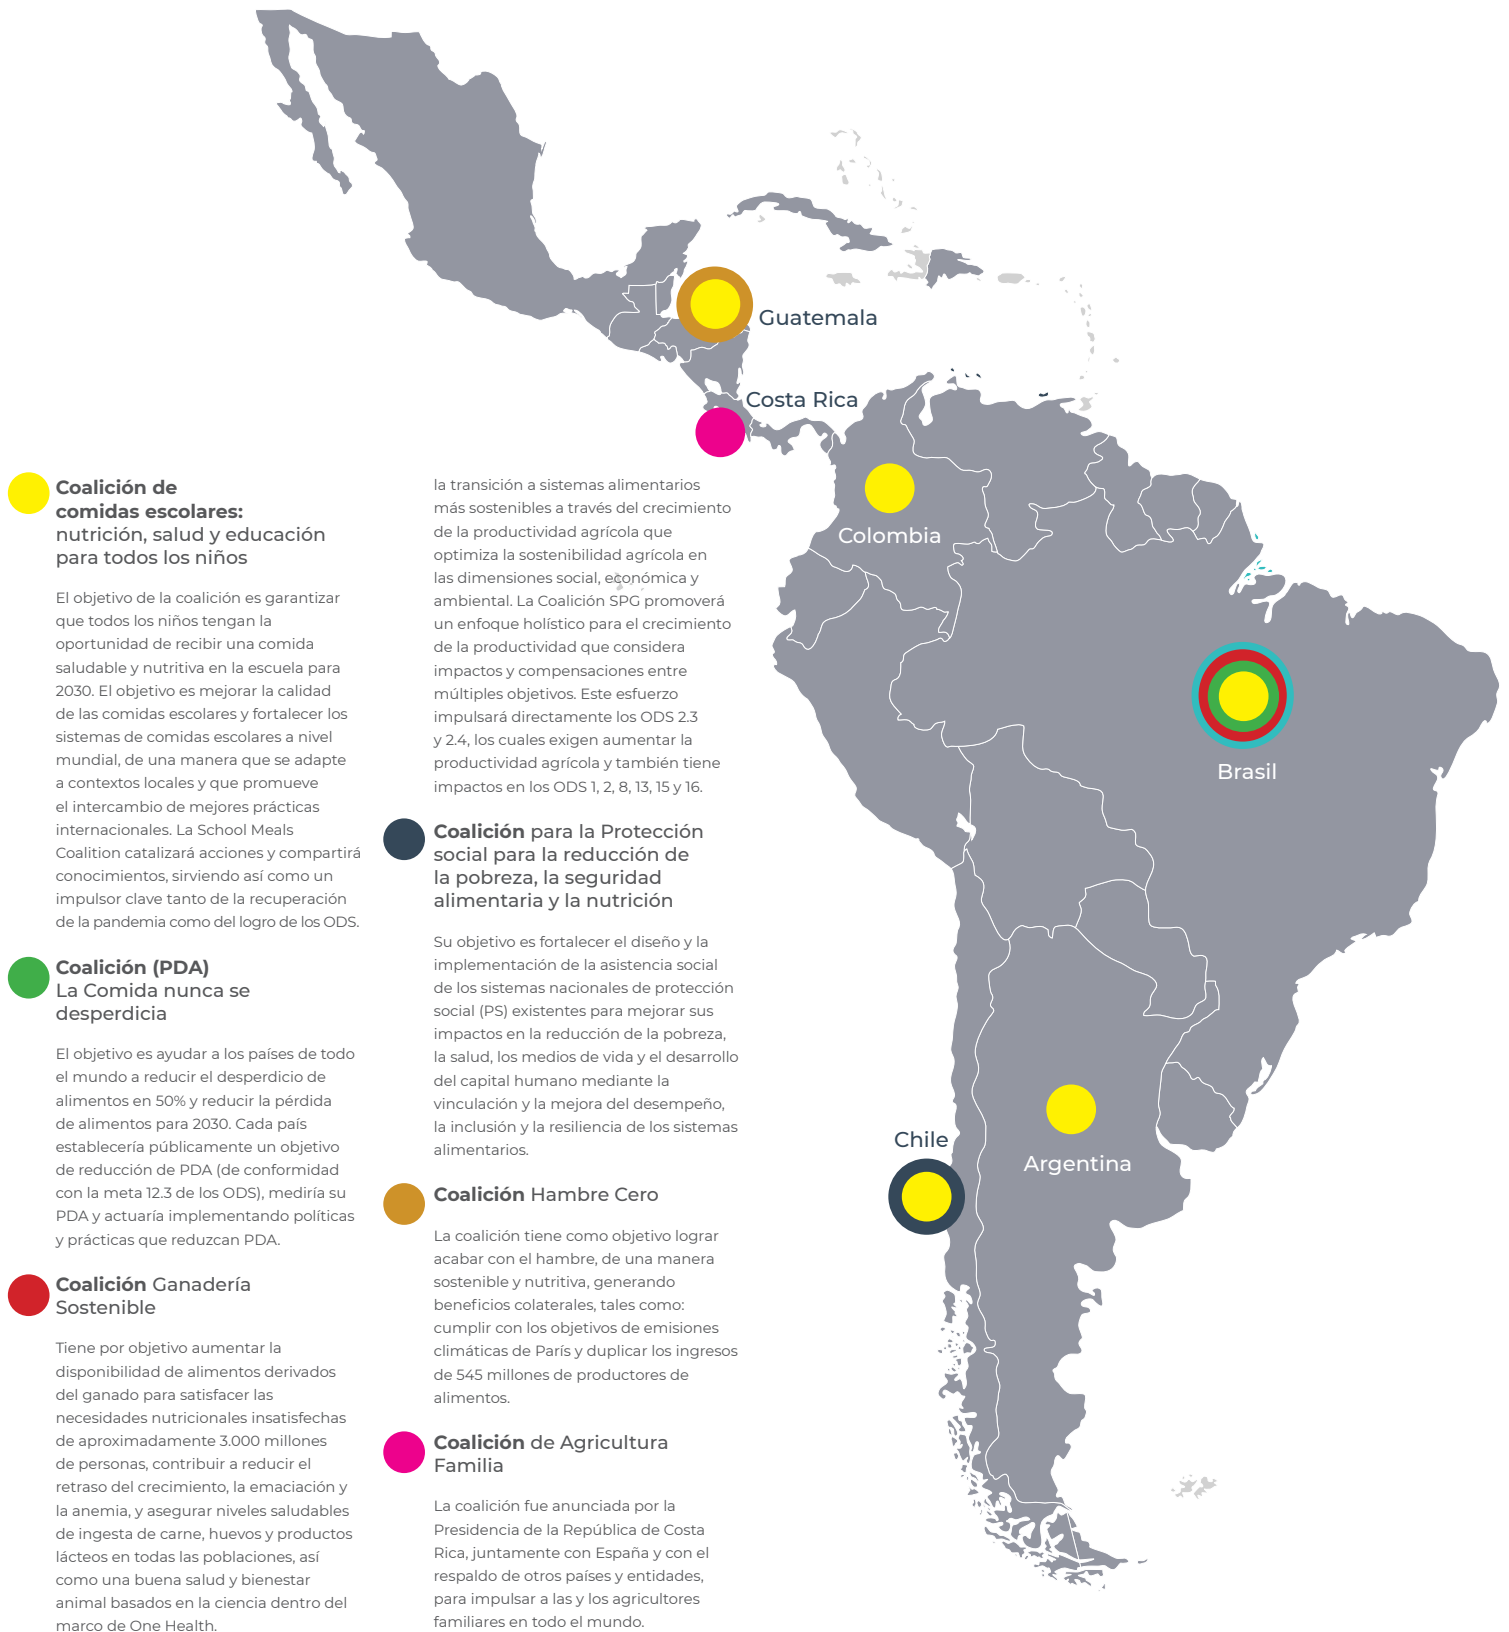 Coalición de
comidas escolares:
nutrición, salud y educación
para todos los niños
El objetivo de la coalición es garantizar
que todos los niños tengan la
oportunidad de recibir una comida
saludable y nutritiva en la escuela para
2030. El objetivo es mejorar la calidad
de las comidas escolares y fortalecer los
sistemas de comidas escolares a nivel
mundial, de una manera que se adapte
a contextos locales y que promueve
el intercambio de mejores prácticas
internacionales. La School Meals
Coalition catalizará acciones y compartirá
conocimientos, sirviendo así como un
impulsor clave tanto de la recuperación
de la pandemia como del logro de los ODS.
Coalición (PDA)
La Comida nunca se
desperdicia
El objetivo es ayudar a los países de todo
el mundo a reducir el desperdicio de
alimentos en 50% y reducir la pérdida
de alimentos para 2030. Cada país
establecería públicamente un objetivo
de reducción de PDA (de conformidad
con la meta 12.3 de los ODS), mediría su
PDA y actuaría implementando políticas
y prácticas que reduzcan PDA.
Coalición Ganadería
Sostenible
Tiene por objetivo aumentar la
disponibilidad de alimentos derivados
del ganado para satisfacer las
necesidades nutricionales insatisfechas
de aproximadamente 3.000 millones
de personas, contribuir a reducir el
retraso del crecimiento, la emaciación y
la anemia, y asegurar niveles saludables
de ingesta de carne, huevos y productos
lácteos en todas las poblaciones, así
como una buena salud y bienestar
animal basados en la ciencia dentro del
marco de One Health.
la transición a sistemas alimentarios
más sostenibles a través del crecimiento
de la productividad agrícola que
optimiza la sostenibilidad agrícola en
las dimensiones social, económica y
ambiental. La Coalición SPG promoverá
un enfoque holístico para el crecimiento
de la productividad que considera
impactos y compensaciones entre
múltiples objetivos. Este esfuerzo
impulsará directamente los ODS 2.3
y 2.4, los cuales exigen aumentar la
productividad agrícola y también tiene
impactos en los ODS 1, 2, 8, 13, 15 y 16.
Coalición para la Protección
social para la reducción de
la pobreza, la seguridad
alimentaria y la nutrición
Su objetivo es fortalecer el diseño y la
implementación de la asistencia social
de los sistemas nacionales de protección
social (PS) existentes para mejorar sus
impactos en la reducción de la pobreza,
la salud, los medios de vida y el desarrollo
del capital humano mediante la
vinculación y la mejora del desempeño,
la inclusión y la resiliencia de los sistemas
alimentarios.
Coalición Hambre Cero
La coalición tiene como objetivo lograr
acabar con el hambre, de una manera
sostenible y nutritiva, generando
beneficios colaterales, tales como:
cumplir con los objetivos de emisiones
climáticas de París y duplicar los ingresos
de 545 millones de productores de
alimentos.
Coalición de Agricultura
Familia
La coalición fue anunciada por la
Presidencia de la República de Costa
Rica, juntamente con España y con el
respaldo de otros países y entidades,
para impulsar a las y los agricultores
familiares en todo el mundo.
Guatemala
Costa Rica
Colombia
Brasil
Chile
Argentina